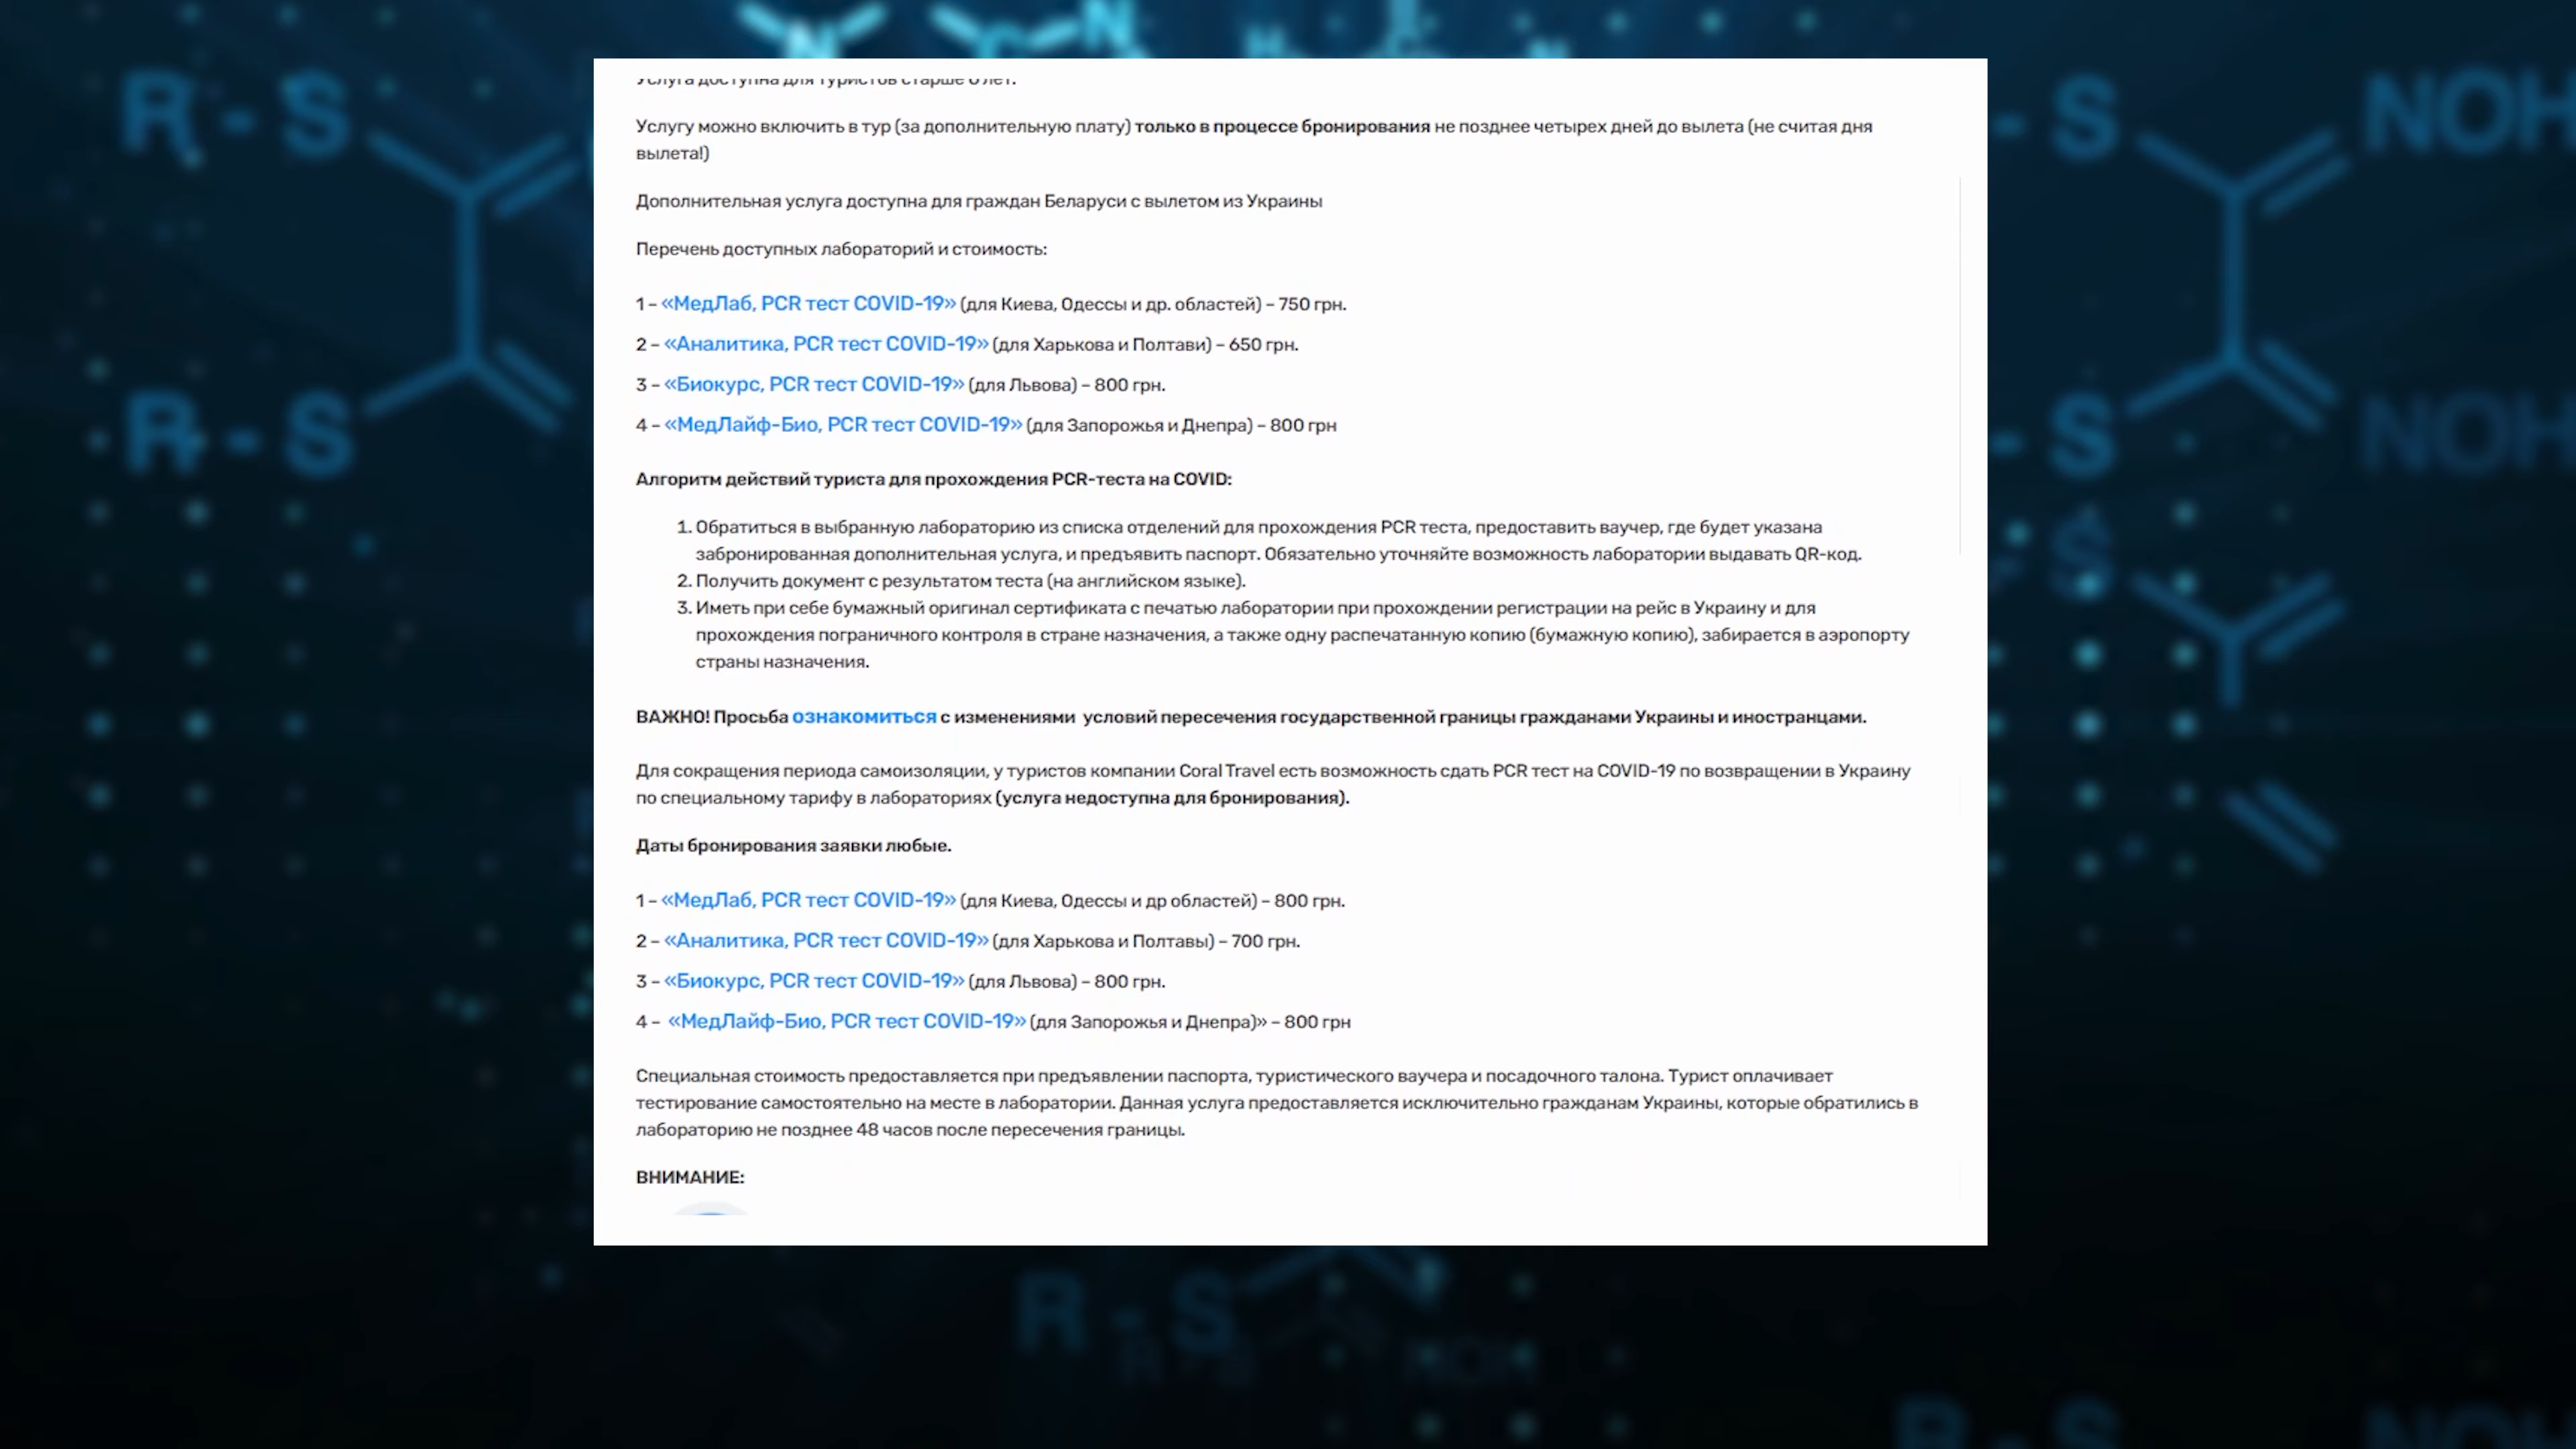 Услуга доступна для туристов старше 6 лет.
Услугу можно включить в тур (за дополнительную плату) только в процессе бронирования не позднее четырех дней до вылета (не считая дня
вылета!)
Дополнительная услуга доступна для граждан Беларуси с вылетом из Украины
Перечень доступных лабораторий и стоимость:
1 – «МедЛаб, PCR тест COVID-19» (для Киева, Одессы и др. областей) – 750 грн.
2 – «Аналитика, PCR тест COVID-19» (для Харькова и Полтави) – 650 грн.
3 – «Биокурс, PCR тест COVID-19» (для Львова) – 800 грн.
4 – «МедЛайф-Био, PCR тест COVID-19» (для Запорожья и Днепра) – 800 грн
Алгоритм действий туриста для прохождения PCR-теста на COVID:
1. Обратиться в выбранную лабораторию из списка отделений для прохождения PCR теста, предоставить ваучер, где будет указана
забронированная дополнительная услуга, и предъявить паспорт. Обязательно уточняйте возможность лаборатории выдавать QR-код.
2. Получить документ с результатом теста (на английском языке).
3. Иметь при себе бумажный оригинал сертификата с печатью лаборатории при прохождении регистрации на рейс в Украину и для
прохождения пограничного контроля в стране назначения, а также одну распечатанную копию (бумажную копию), забирается в аэропорту
страны назначения.
ВАЖНО! Просьба ознакомиться с изменениями условий пересечения государственной границы гражданами Украины и иностранцами.
Для сокращения периода самоизоляции, у туристов компании Coral Travel есть возможность сдать PCR тест на COVID-19 по возвращении в Украину
по специальному тарифу в лабораториях (услуга недоступна для бронирования).
Даты бронирования заявки любые.
1 – «МедЛаб, PCR тест COVID-19» (для Киева, Одессы и др областей) – 800 грн.
2 – «Аналитика, PCR тест COVID-19» (для Харькова и Полтавы) – 700 грн.
3 – «Биокурс, PCR тест COVID-19» (для Львова) – 800 грн.
4 – «МедЛайф-Био, PCR тест COVID-19» (для Запорожья и Днепра)» – 800 грн
Специальная стоимость предоставляется при предъявлении паспорта, туристического ваучера и посадочного талона. Турист оплачивает
тестирование самостоятельно на месте в лаборатории. Данная услуга предоставляется исключительно гражданам Украины, которые обратились в
лабораторию не позднее 48 часов после пересечения границы.
ВНИМАНИЕ: